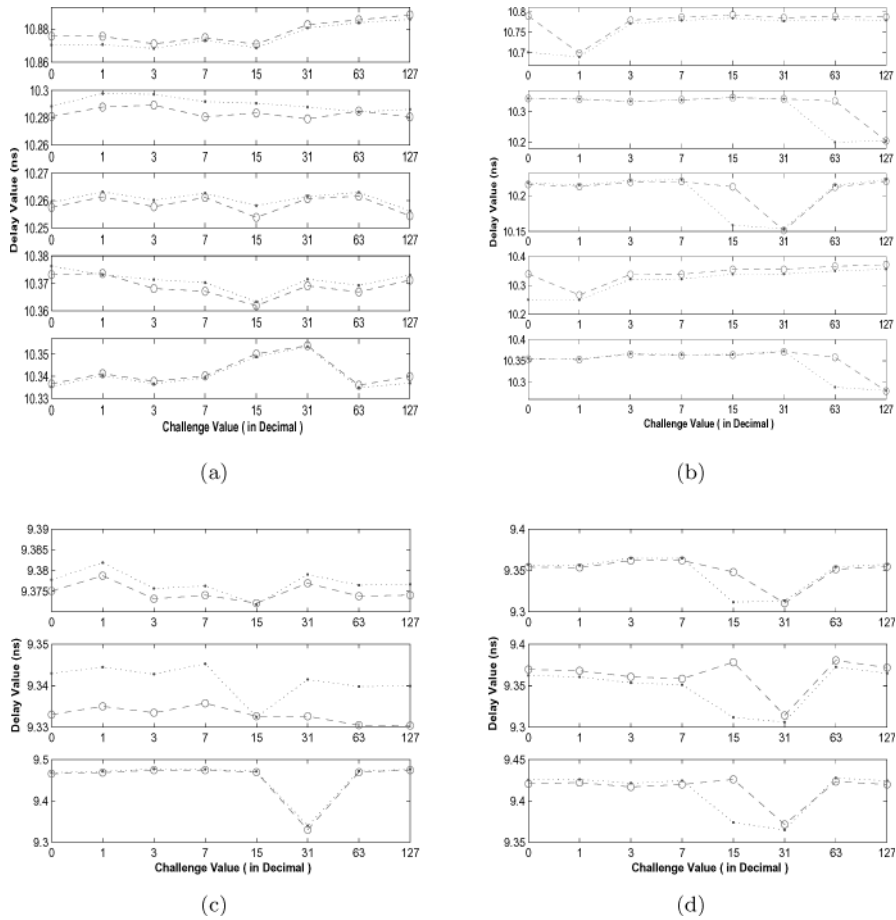 10.88
10.86
0 1 3 7 15 31 63 127
10.3
10.28
10.26
0 1 3 7 15 31 63 127
10.27
10.26
10.25
0 1 3 7 15 31 63 127
10.38
10.37
10.36
0 1 3 7 15 31 63 127
10.35
10.34
10.33
0 1 3 7 15 31 63 127
Delay Value (ns)
Challenge Value ( in Decimal )
(a)
10.8
10.7
0 1 3 7 15 31 63 127
10.3
10.2
0 1 3 7 15 31 63 127
10.2
10.15
0 1 3 7 15 31 63 127
10.4
10.3
10.2
0 1 3 7 15 31 63 127
10.4
10.35
10.3
0 1 3 7 15 31 63 127
Delay Value (ns)
Challenge Value ( in Decimal )
(b)
9.39
9.385
9.38
9.375
0 1 3 7 15 31 63 127
9.35
9.34
9.33
0 1 3 7 15 31 63 127
9.5
9.4
9.3
0 1 3 7 15 31 63 127
Delay Value (ns)
Challenge Value ( in Decimal )
(c)
9.4
9.35
9.3
0 1 3 7 15 31 63 127
9.4
9.35
9.3
0 1 3 7 15 31 63 127
9.45
9.4
9.35
0 1 3 7 15 31 63 127
Delay Value (ns)
Challenge Value ( in Decimal )
(d)